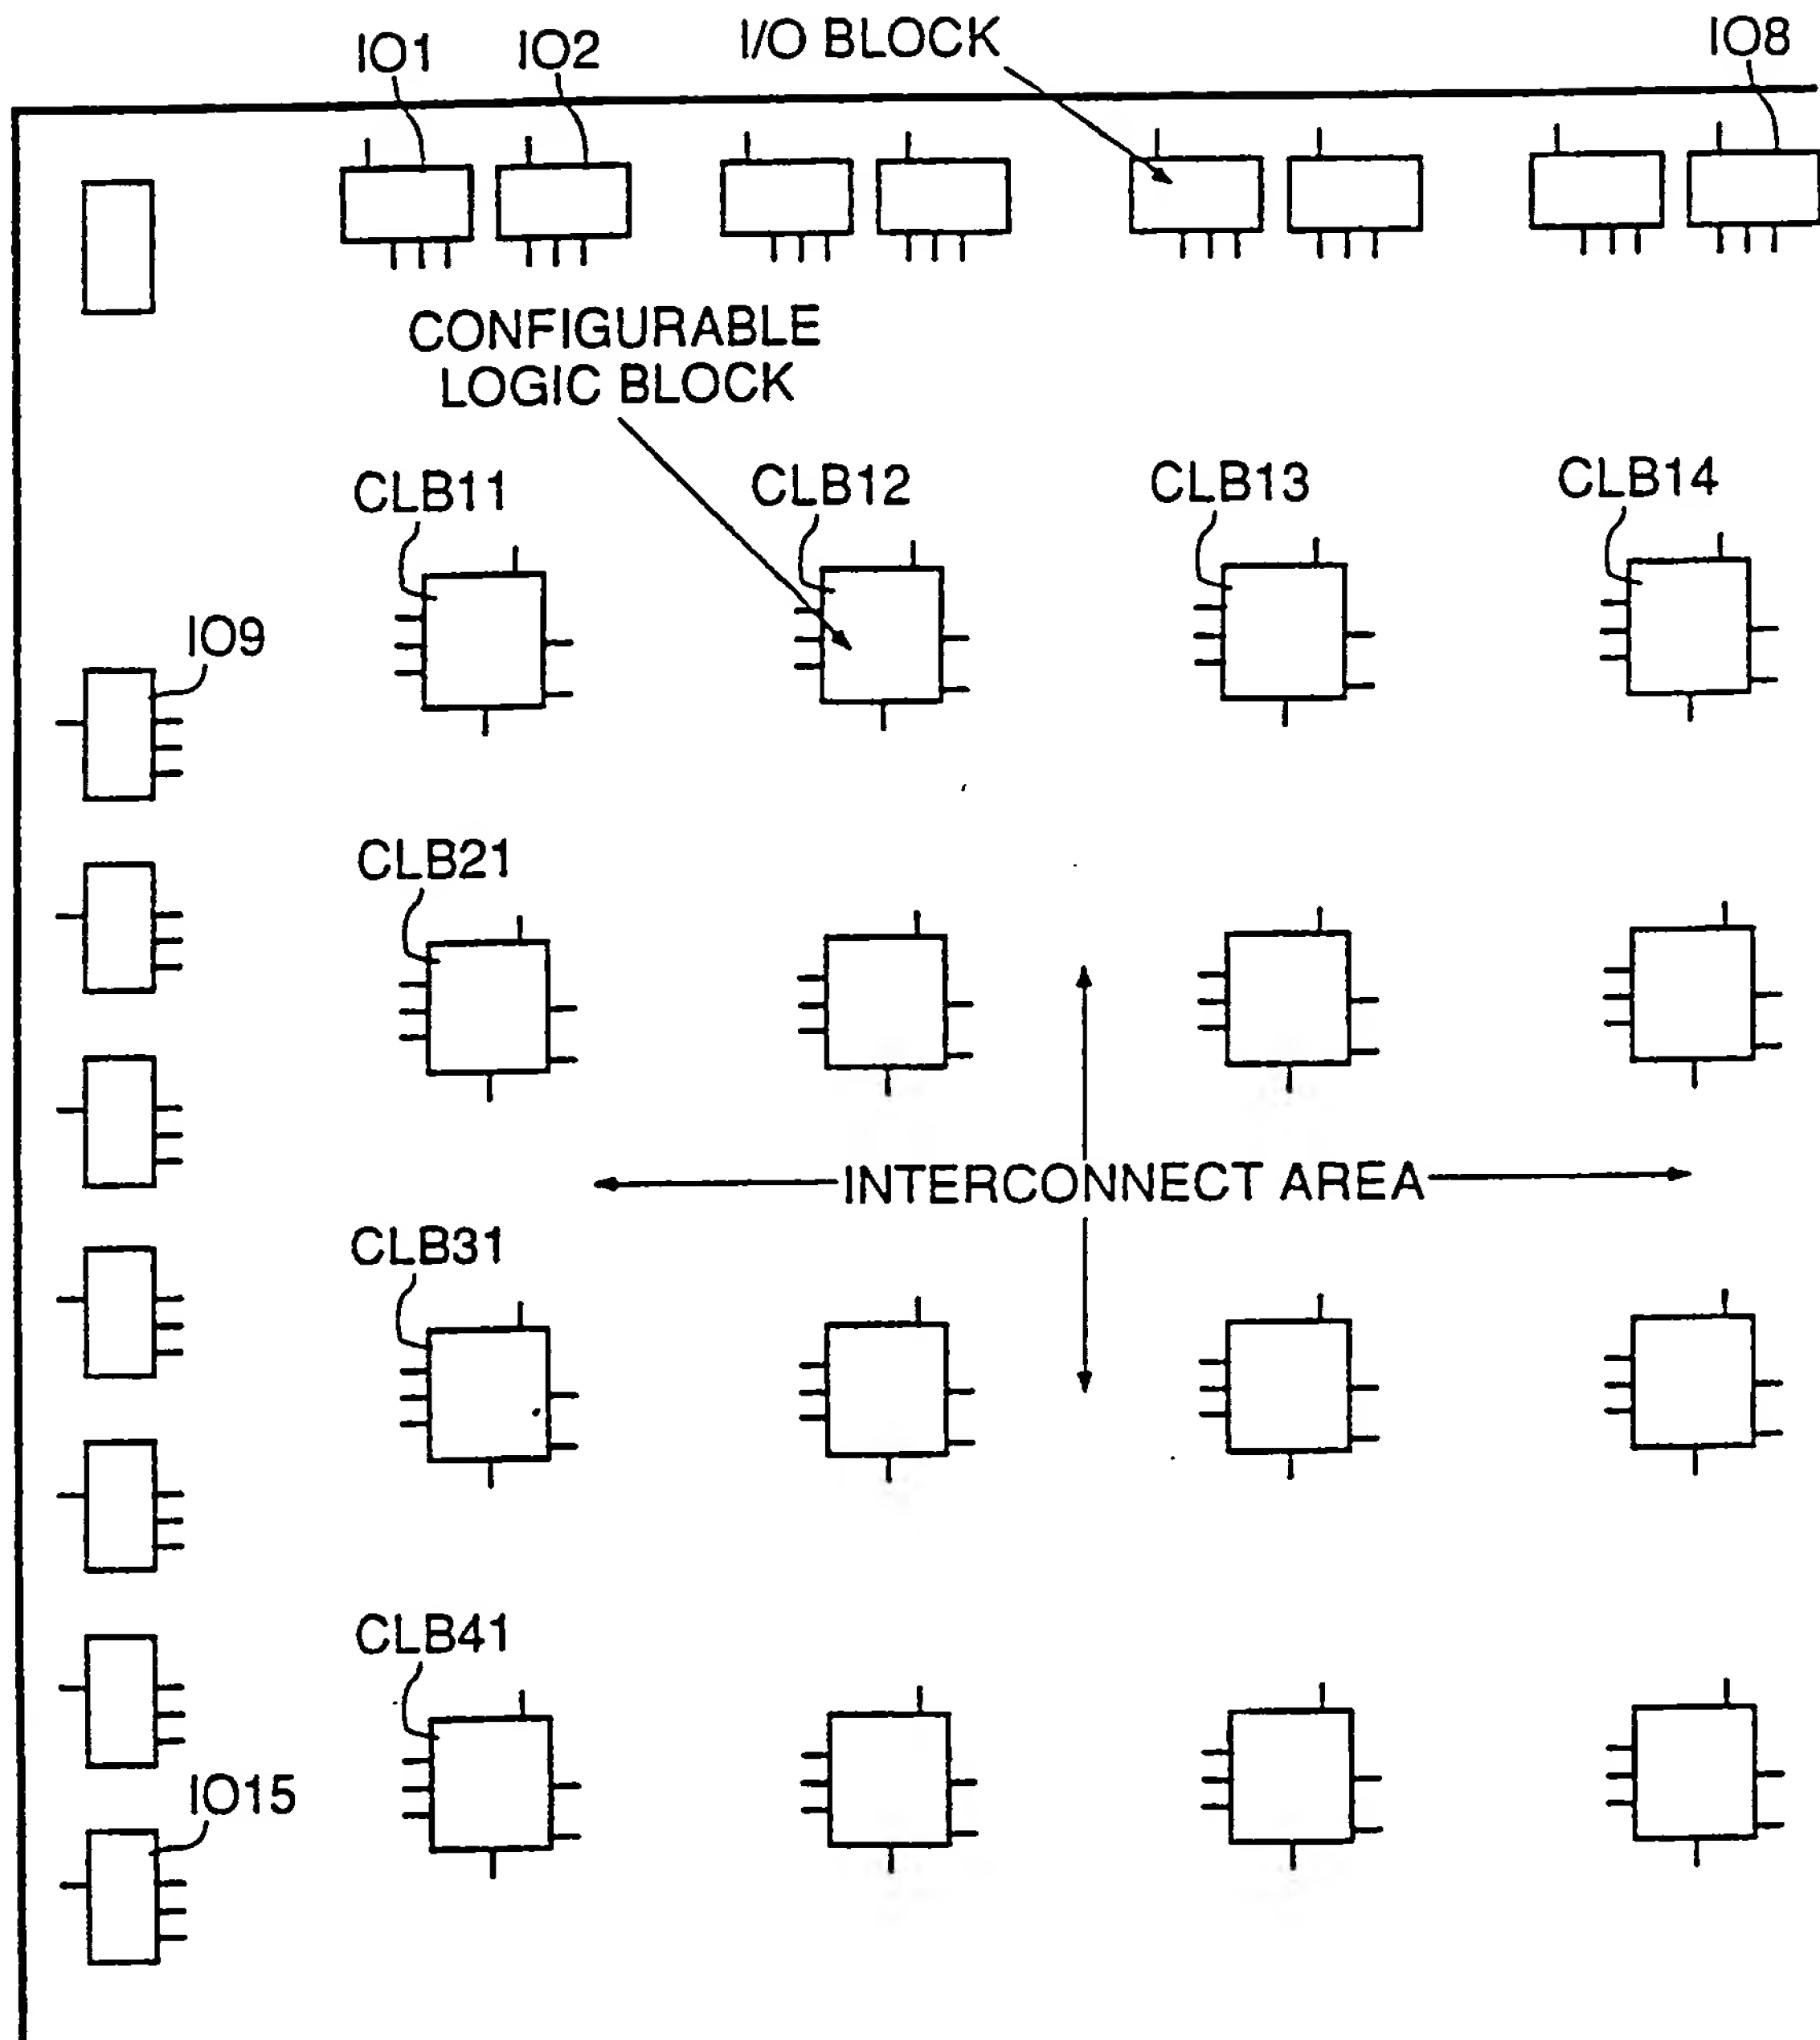 IO1
IO2
I/O BLOCK
IO8
CONFIGURABLE
LOGIC BLOCK
CLB11
CLB12
CLB13
CLB14
IO9
CLB21
INTERCONNECT AREA
CLB31
CLB41
IO15